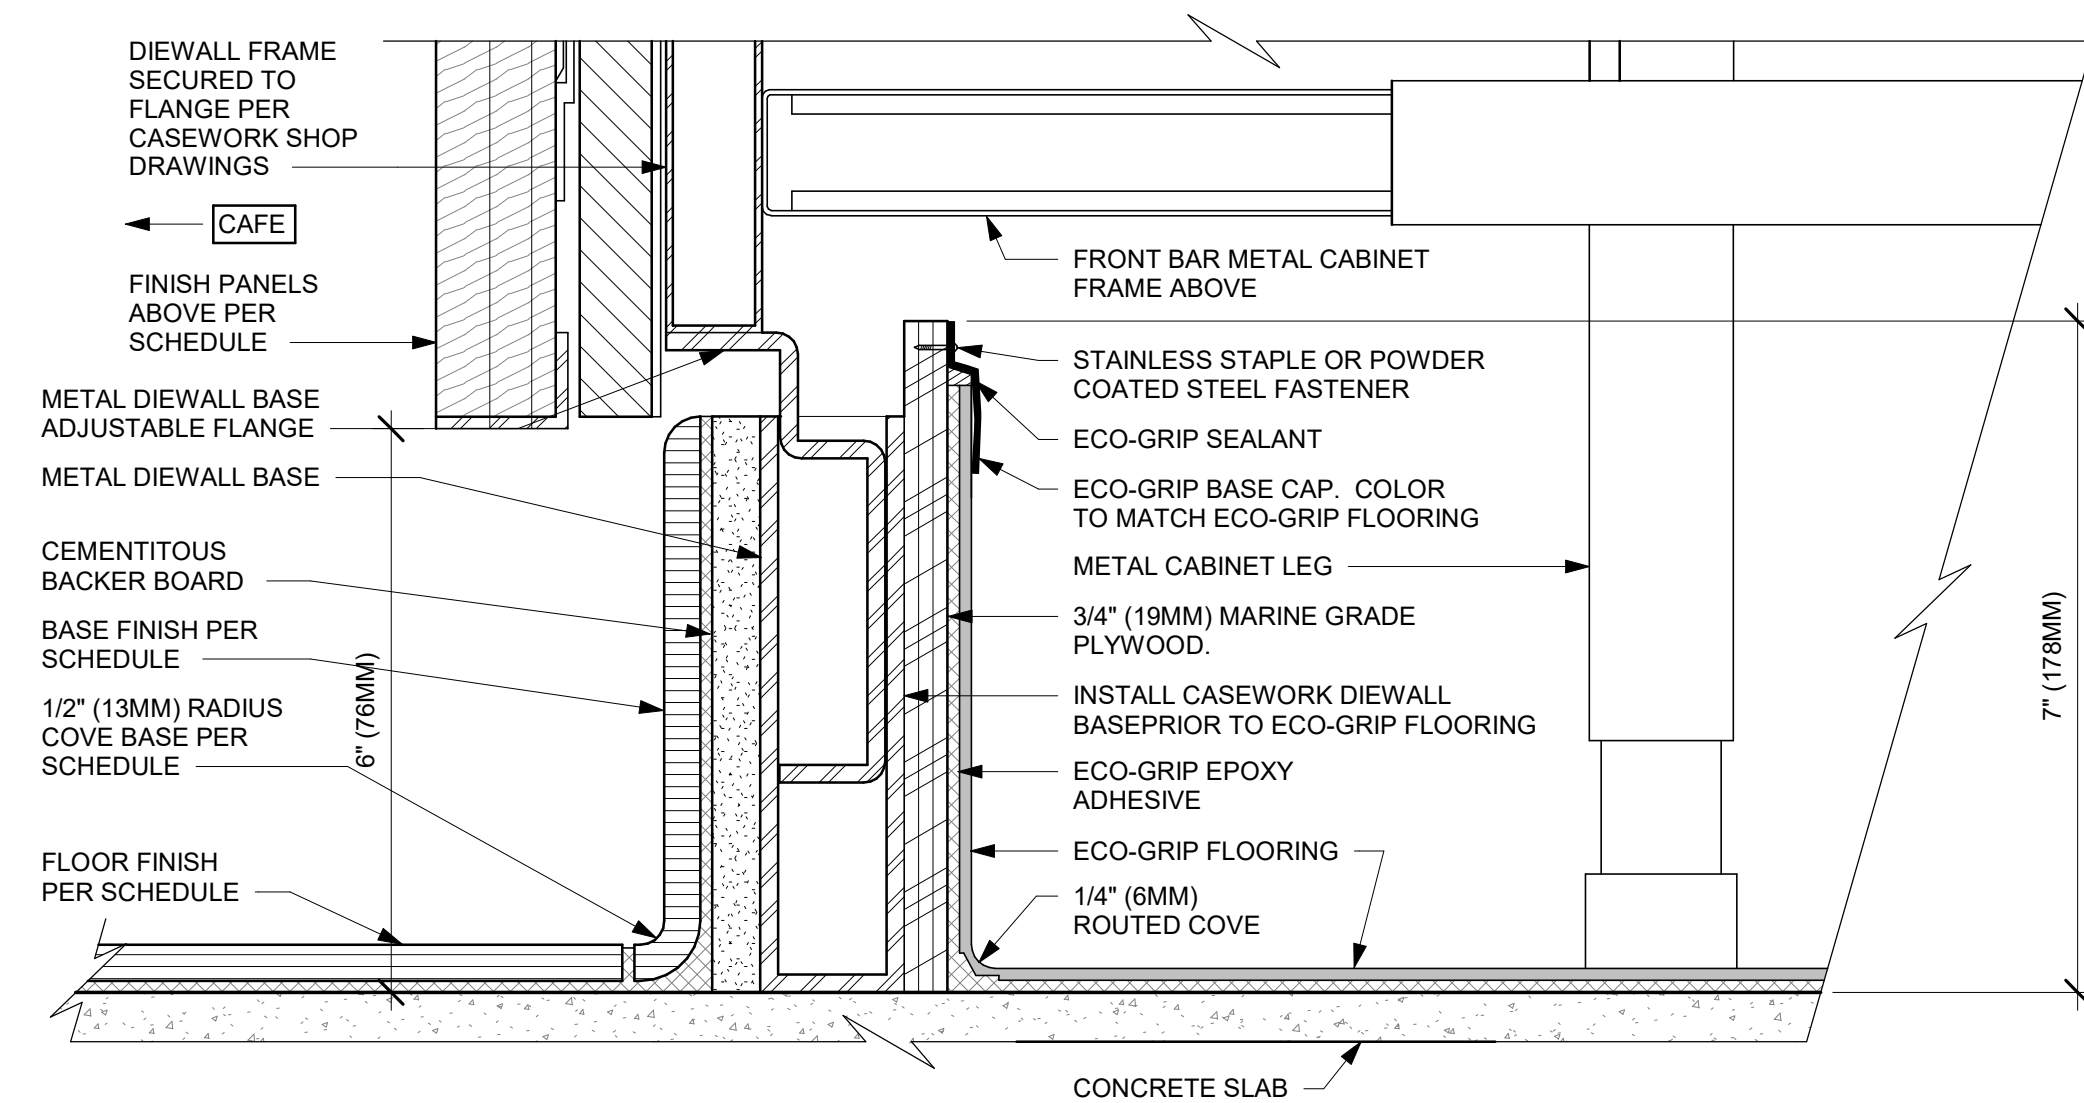 DIEWALL FRAME
SECURED TO
FLANGE PER
CASEWORK SHOP
DRAWINGS
CAFE
FINISH PANELS
ABOVE PER
SCHEDULE
METAL DIEWALL BASE
ADJUSTABLE FLANGE
METAL DIEWALL BASE
CEMENTITOUS
BACKER BOARD
BASE FINISH PER
SCHEDULE
1/2" (13MM) RADIUS
COVE BASE PER
SCHEDULE
6" (76MM)
FLOOR FINISH
PER SCHEDULE
FRONT BAR METAL CABINET
FRAME ABOVE
STAINLESS STAPLE OR POWDER
COATED STEEL FASTENER
ECO-GRIP SEALANT
ECO-GRIP BASE CAP. COLOR
TO MATCH ECO-GRIP FLOORING
METAL CABINET LEG
3/4" (19MM) MARINE GRADE
PLYWOOD.
INSTALL CASEWORK DIEWALL
BASEPRIOR TO ECO-GRIP FLOORING
ECO-GRIP EPOXY
ADHESIVE
ECO-GRIP FLOORING
1/4" (6MM)
ROUTED COVE
CONCRETE SLAB
7" (178MM)